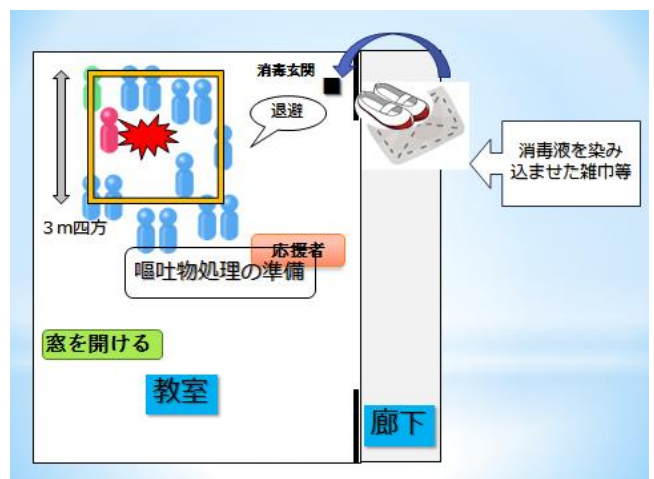 消毒玄関
退避
消毒液を染み
込ませた雑巾等
3m四方
応援者
嘔吐物処理の準備
窓を開ける
教室
廊下